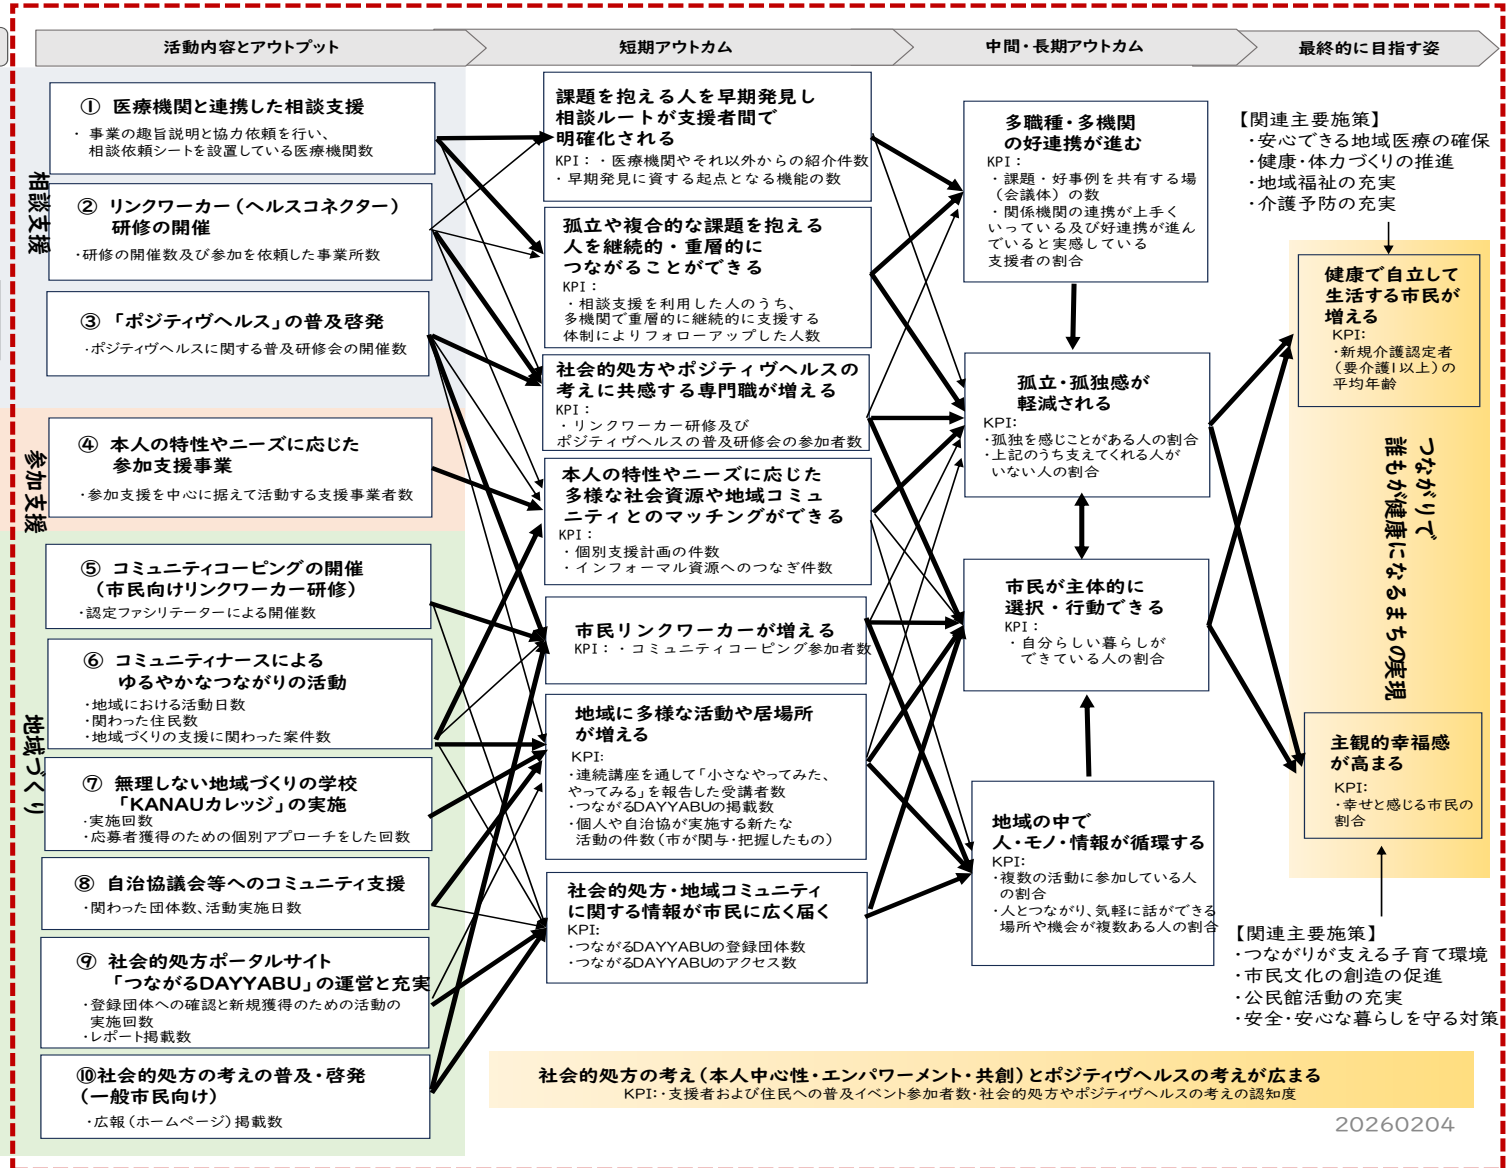 活動内容とアウトプット
短期アウトカム
中間・長期アウトカム
最終的に目指す姿
相談支援
① 医療機関と連携した相談支援
・ 事業の趣旨説明と協力依頼を行い、
相談依頼シートを設置している医療機関数
② リンクワーカー（ヘルスコネクター）
研修の開催
・研修の開催数及び参加を依頼した事業所数
③ 「ポジティヴヘルス」の普及啓発
・ポジティヴヘルスに関する普及研修会の開催数
参加支援
④ 本人の特性やニーズに応じた
参加支援事業
・参加支援を中心に据えて活動する支援事業者数
地域づくり
⑤ コミュニティコーピングの開催
（市民向けリンクワーカー研修）
・認定ファシリテーターによる開催数
⑥ コミュニティナースによる
ゆるやかなつながりの活動
・地域における活動日数
・関わった住民数
・地域づくりの支援に関わった案件数
⑦ 無理しない地域づくりの学校
「KANAUカレッジ」の実施
・実施回数
・応募者獲得のための個別アプローチをした回数
⑧ 自治協議会等へのコミュニティ支援
・関わった団体数、活動実施日数
⑨ 社会的処方ポータルサイト
「つながるDAYYABU」の運営と充実
・登録団体への確認と新規獲得のための活動の
実施回数
・レポート掲載数
⑩社会的処方の考えの普及・啓発
（一般市民向け）
・広報（ホームページ）掲載数
課題を抱える人を早期発見し
相談ルートが支援者間で
明確化される
KPI：・医療機関やそれ以外からの紹介件数
・早期発見に資する起点となる機能の数
孤立や複合的な課題を抱える
人を継続的・重層的に
つながることができる
KPI：
・相談支援を利用した人のうち、
多機関で重層的に継続的に支援する
体制によりフォローアップした人数
社会的処方やポジティヴヘルスの
考えに共感する専門職が増える
KPI：
・リンクワーカー研修及び
ポジティヴヘルスの普及研修会の参加者数
本人の特性やニーズに応じた
多様な社会資源や地域コミュ
ニティとのマッチングができる
KPI：
・個別支援計画の件数
・インフォーマル資源へのつなぎ件数
市民リンクワーカーが増える
KPI：・コミュニティコーピング参加者数
地域に多様な活動や居場所
が増える
KPI：
・連続講座を通して「小さなやってみた、
やってみる」を報告した受講者数
・つながるDAYYABUの掲載数
・個人や自治協が実施する新たな
活動の件数（市が関与・把握したもの）
社会的処方・地域コミュニティ
に関する情報が市民に広く届く
KPI：
・つながるDAYYABUの登録団体数
・つながるDAYYABUのアクセス数
多職種・多機関
の好連携が進む
KPI：
・課題・好事例を共有する場
（会議体）の数
・関係機関の連携が上手く
いっている及び好連携が進ん
でいると実感している
支援者の割合
孤立・孤独感が
軽減される
KPI：
・孤独を感じことがある人の割合
・上記のうち支えてくれる人が
いない人の割合
市民が主体的に
選択・行動できる
KPI：
・自分らしい暮らしが
できている人の割合
地域の中で
人・モノ・情報が循環する
KPI：
・複数の活動に参加している人
の割合
・人とつながり、気軽に話ができる
場所や機会が複数ある人の割合
【関連主要施策】
・安心できる地域医療の確保
・健康・体力づくりの推進
・地域福祉の充実
・介護予防の充実
健康で自立して
生活する市民が
増える
KPI：
・新規介護認定者
（要介護1以上）の
平均年齢
つながりで
誰もが健康になるまちの実現
主観的幸福感
が高まる
KPI：
・幸せと感じる市民の
割合
【関連主要施策】
・つながりが支える子育て環境
・市民文化の創造の促進
・公民館活動の充実
・安全・安心な暮らしを守る対策
社会的処方の考え（本人中心性・エンパワーメント・共創）とポジティヴヘルスの考えが広まる
KPI：・支援者および住民への普及イベント参加者数・社会的処方やポジティヴヘルスの考えの認知度
20260204